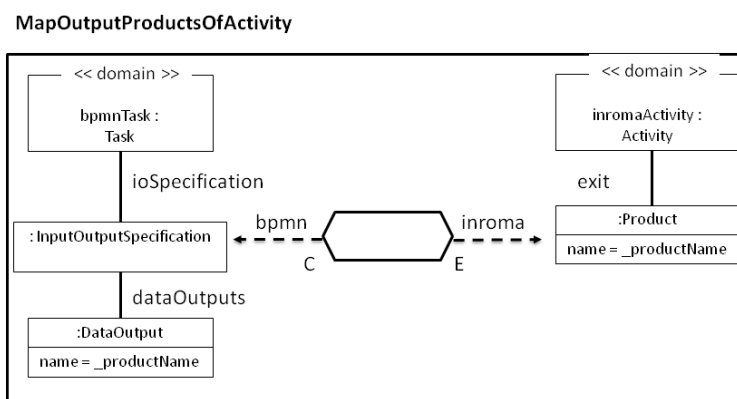 MapOutputProductsOfActivity
<< domain >>
bpmnTask :
Task
ioSpecification
: InputOutputSpecification
dataOutputs
:DataOutput
name = _productName
bpmn
C
inroma
E
<< domain >>
inromaActivity :
Activity
exit
:Product
name = _productName